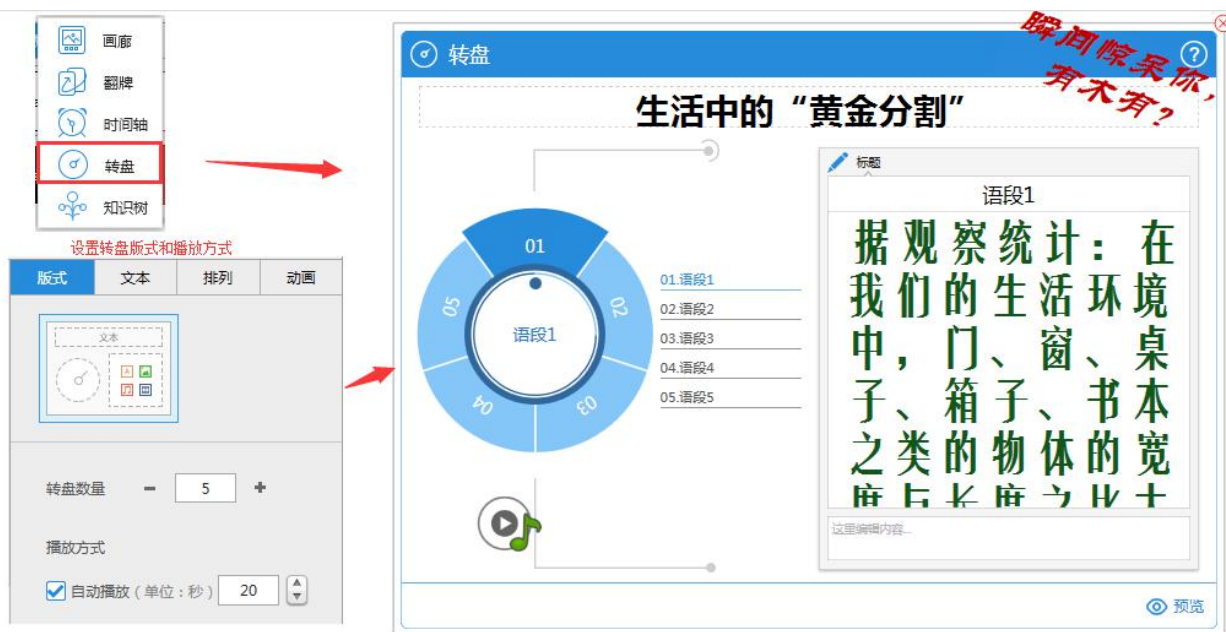 画廊
翻牌
时间轴
转盘
知识树
设置转盘版式和播放方式
版式 文本 排列 动画
文本
转盘数量 - 5 +
播放方式
自动播放（单位：秒） 20
转盘
瞬间惊呆你，
有木有？
生活中的“黄金分割”
01
02
03
04
05
语段1
01.语段1
02.语段2
03.语段3
04.语段4
05.语段5
标题
语段1
据观察统计：在
我们的生活环境
中，门、窗、桌
子、箱子、书本
之类的物体的宽
度与长度之比大
这里编辑内容...
预览